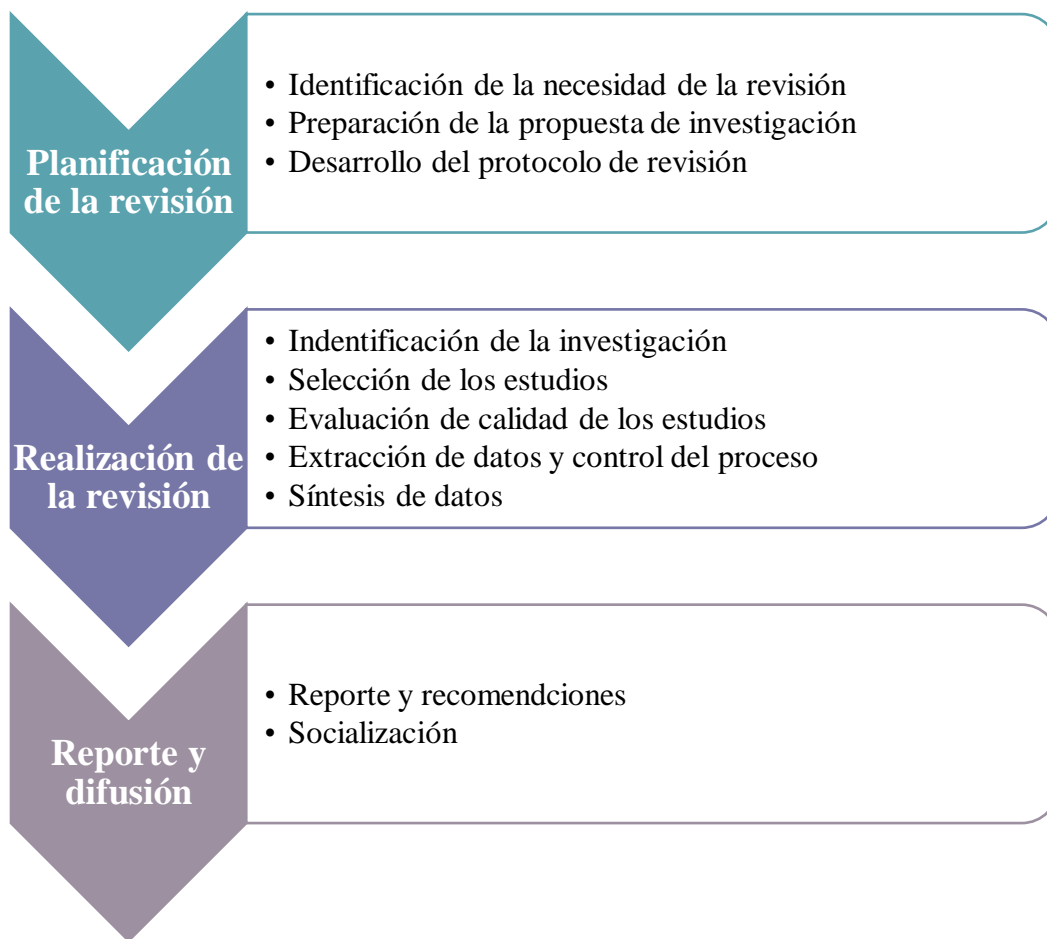 Planificación
de la revisión
• Identificación de la necesidad de la revisión
• Preparación de la propuesta de investigación
• Desarrollo del protocolo de revisión
Realización de
la revisión
• Indentificación de la investigación
• Selección de los estudios
• Evaluación de calidad de los estudios
• Extracción de datos y control del proceso
• Síntesis de datos
Reporte y
difusión
• Reporte y recomendciones
• Socialización